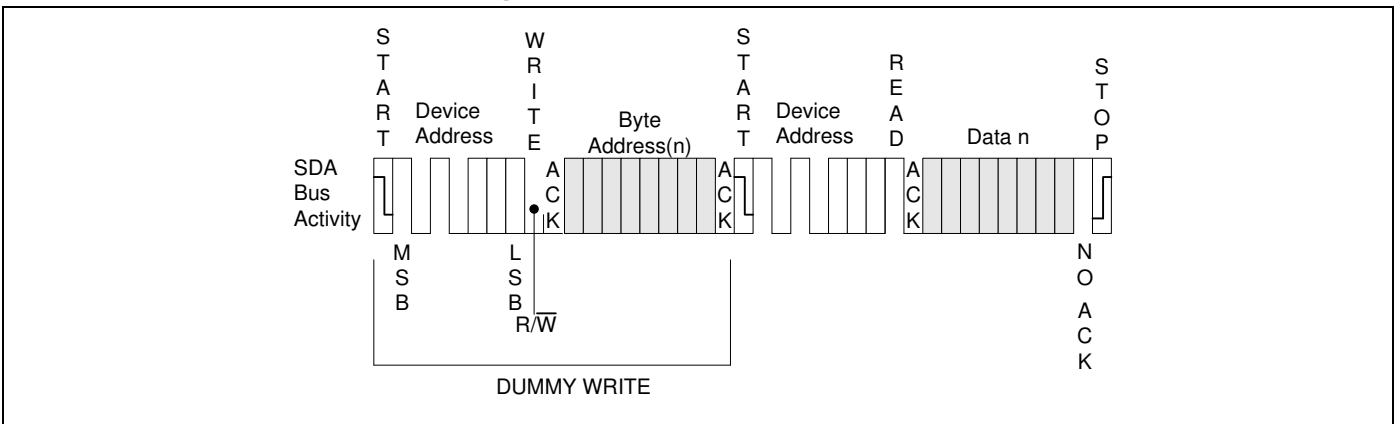 START
WRITE
START
READ
STOP
Device
Address
Byte
Address(n)
Device
Address
Data n
SDA
Bus
Activity
ACK
ACK
ACK
MSB
LSB
R/W̅
NO ACK
DUMMY WRITE